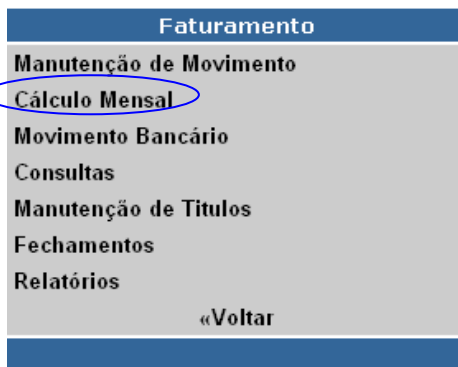 Faturamento
Manutenção de Movimento
Cálculo Mensal
Movimento Bancário
Consultas
Manutenção de Titulos
Fechamentos
Relatórios
«Voltar